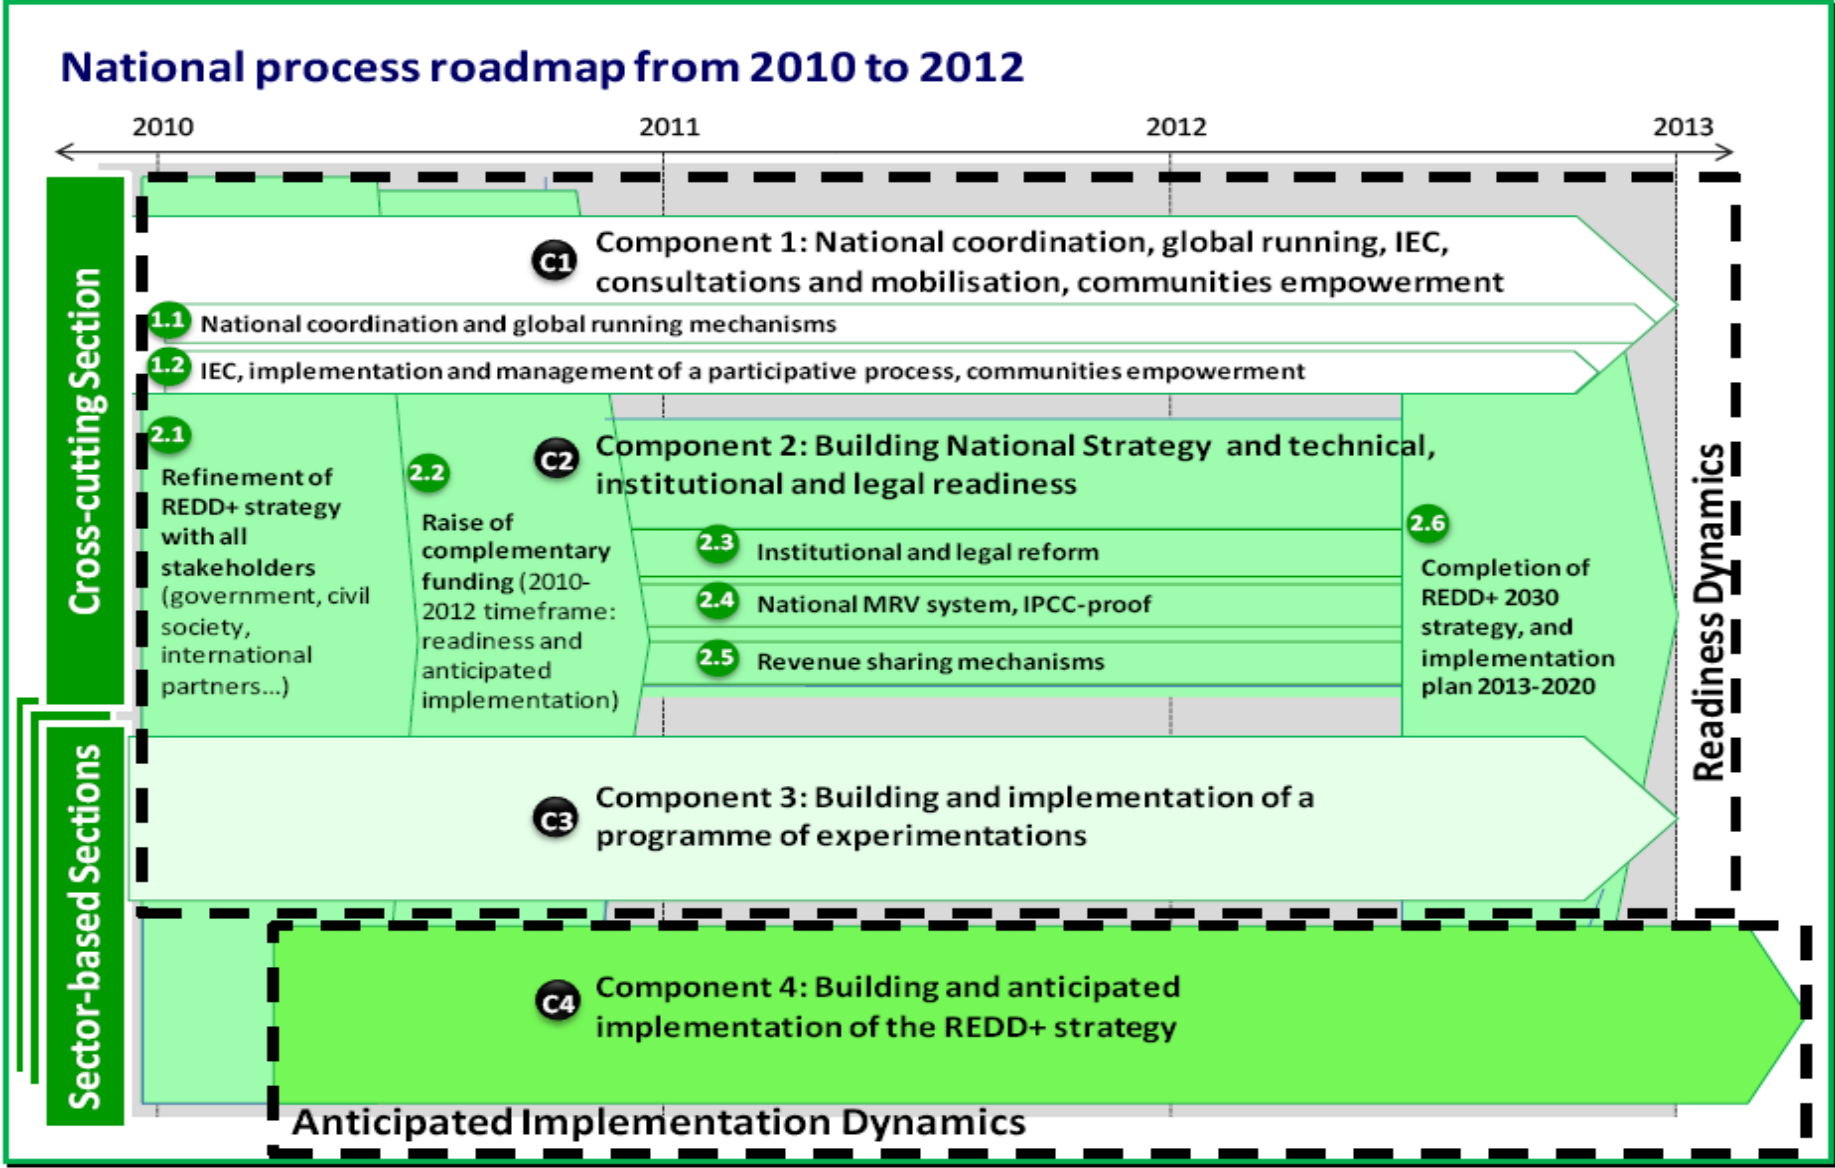 National process roadmap from 2010 to 2012
2010
2011
2012
2013
Cross-cutting Section
C1
Component 1: National coordination, global running, IEC,
consultations and mobilisation, communities empowerment
1.1 National coordination and global running mechanisms
1.2 IEC, implementation and management of a participative process, communities empowerment
2.1
Refinement of
REDD+ strategy
with all
stakeholders
(government, civil
society,
international
partners...)
2.2
Raise of
complementary
funding (2010-
2012 timeframe:
readiness and
anticipated
implementation)
C2
Component 2: Building National Strategy and technical,
institutional and legal readiness
2.3 Institutional and legal reform
2.4 National MRV system, IPCC-proof
2.5 Revenue sharing mechanisms
2.6
Completion of
REDD+ 2030
strategy, and
implementation
plan 2013-2020
Readiness Dynamics
Sector-based Sections
C3
Component 3: Building and implementation of a
programme of experimentations
C4
Component 4: Building and anticipated
implementation of the REDD+ strategy
Anticipated Implementation Dynamics